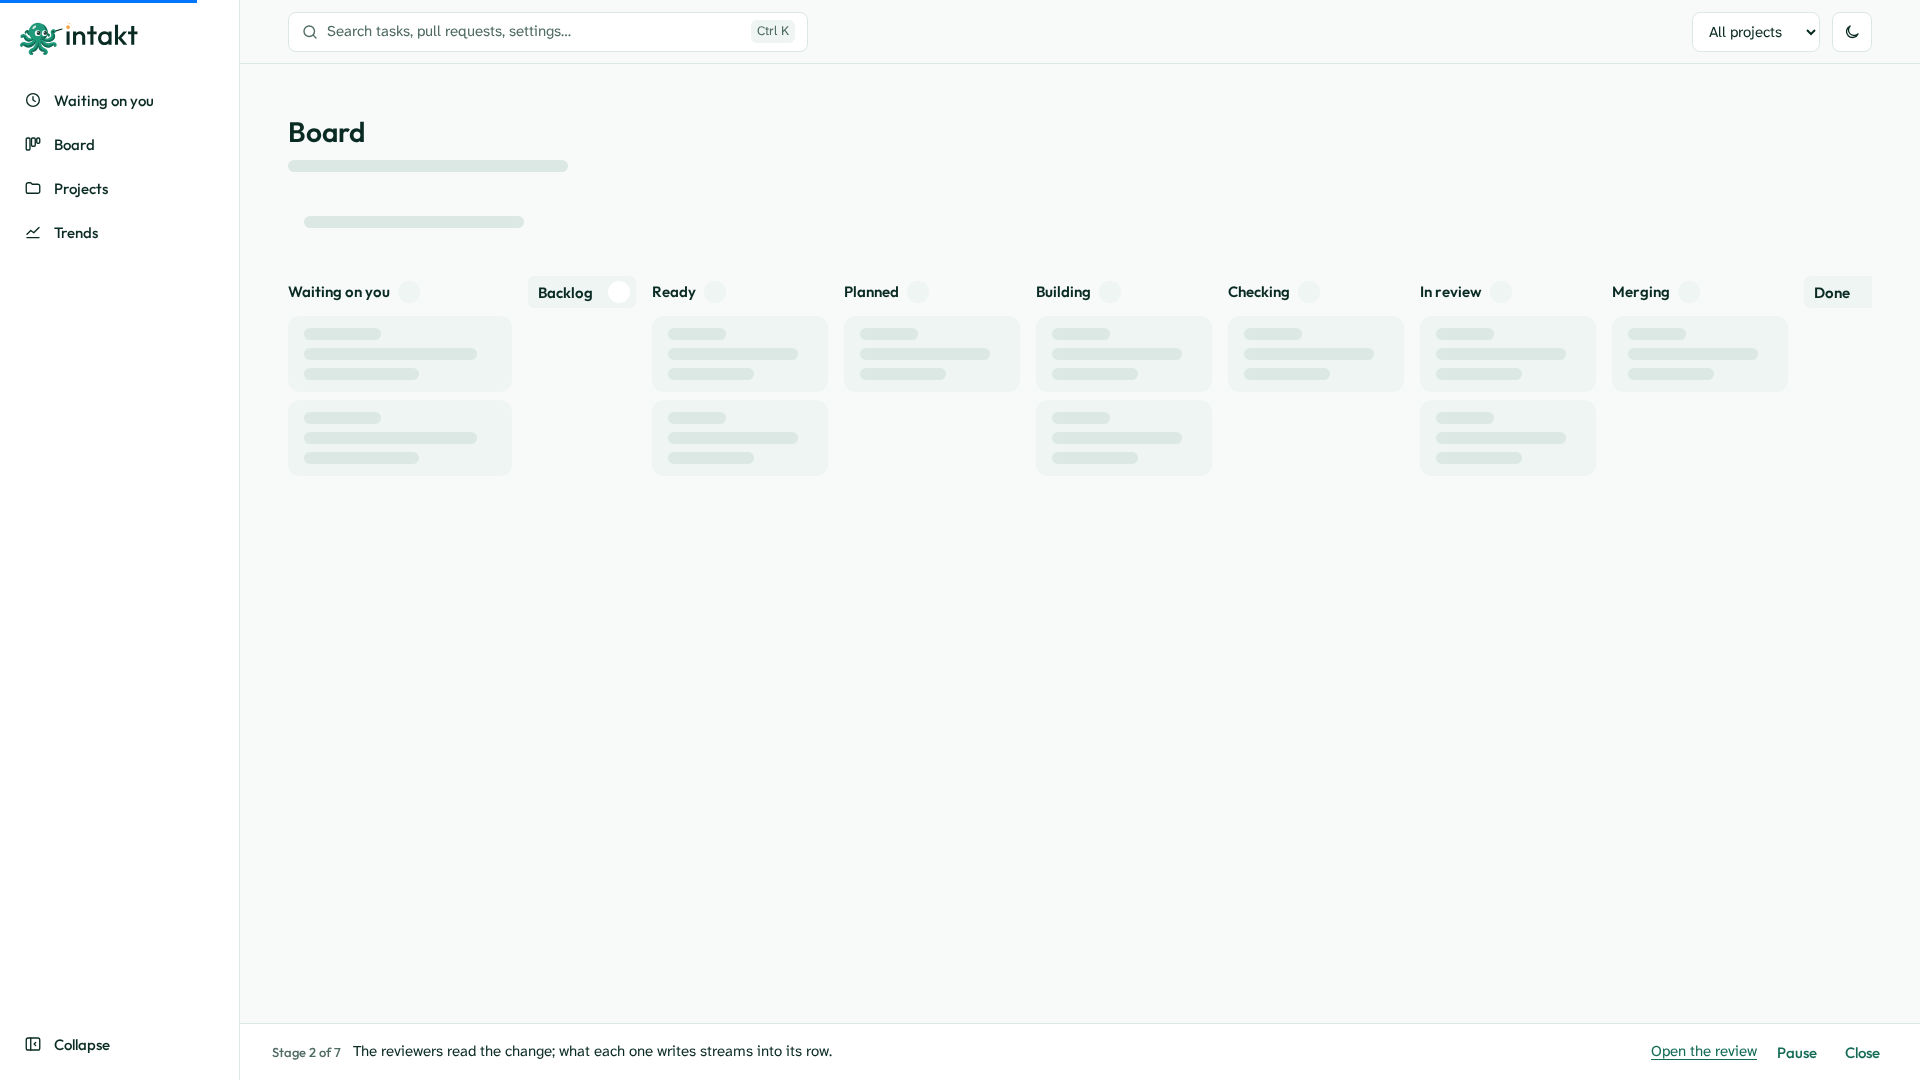 intakt
Search tasks, pull requests, settings...
Ctrl K
All projects
Waiting on you
Board
Projects
Trends
Board
Waiting on you
Backlog
Ready
Planned
Building
Checking
In review
Merging
Done
Collapse
Stage 2 of 7
The reviewers read the change; what each one writes streams into its row.
Open the review
Pause
Close